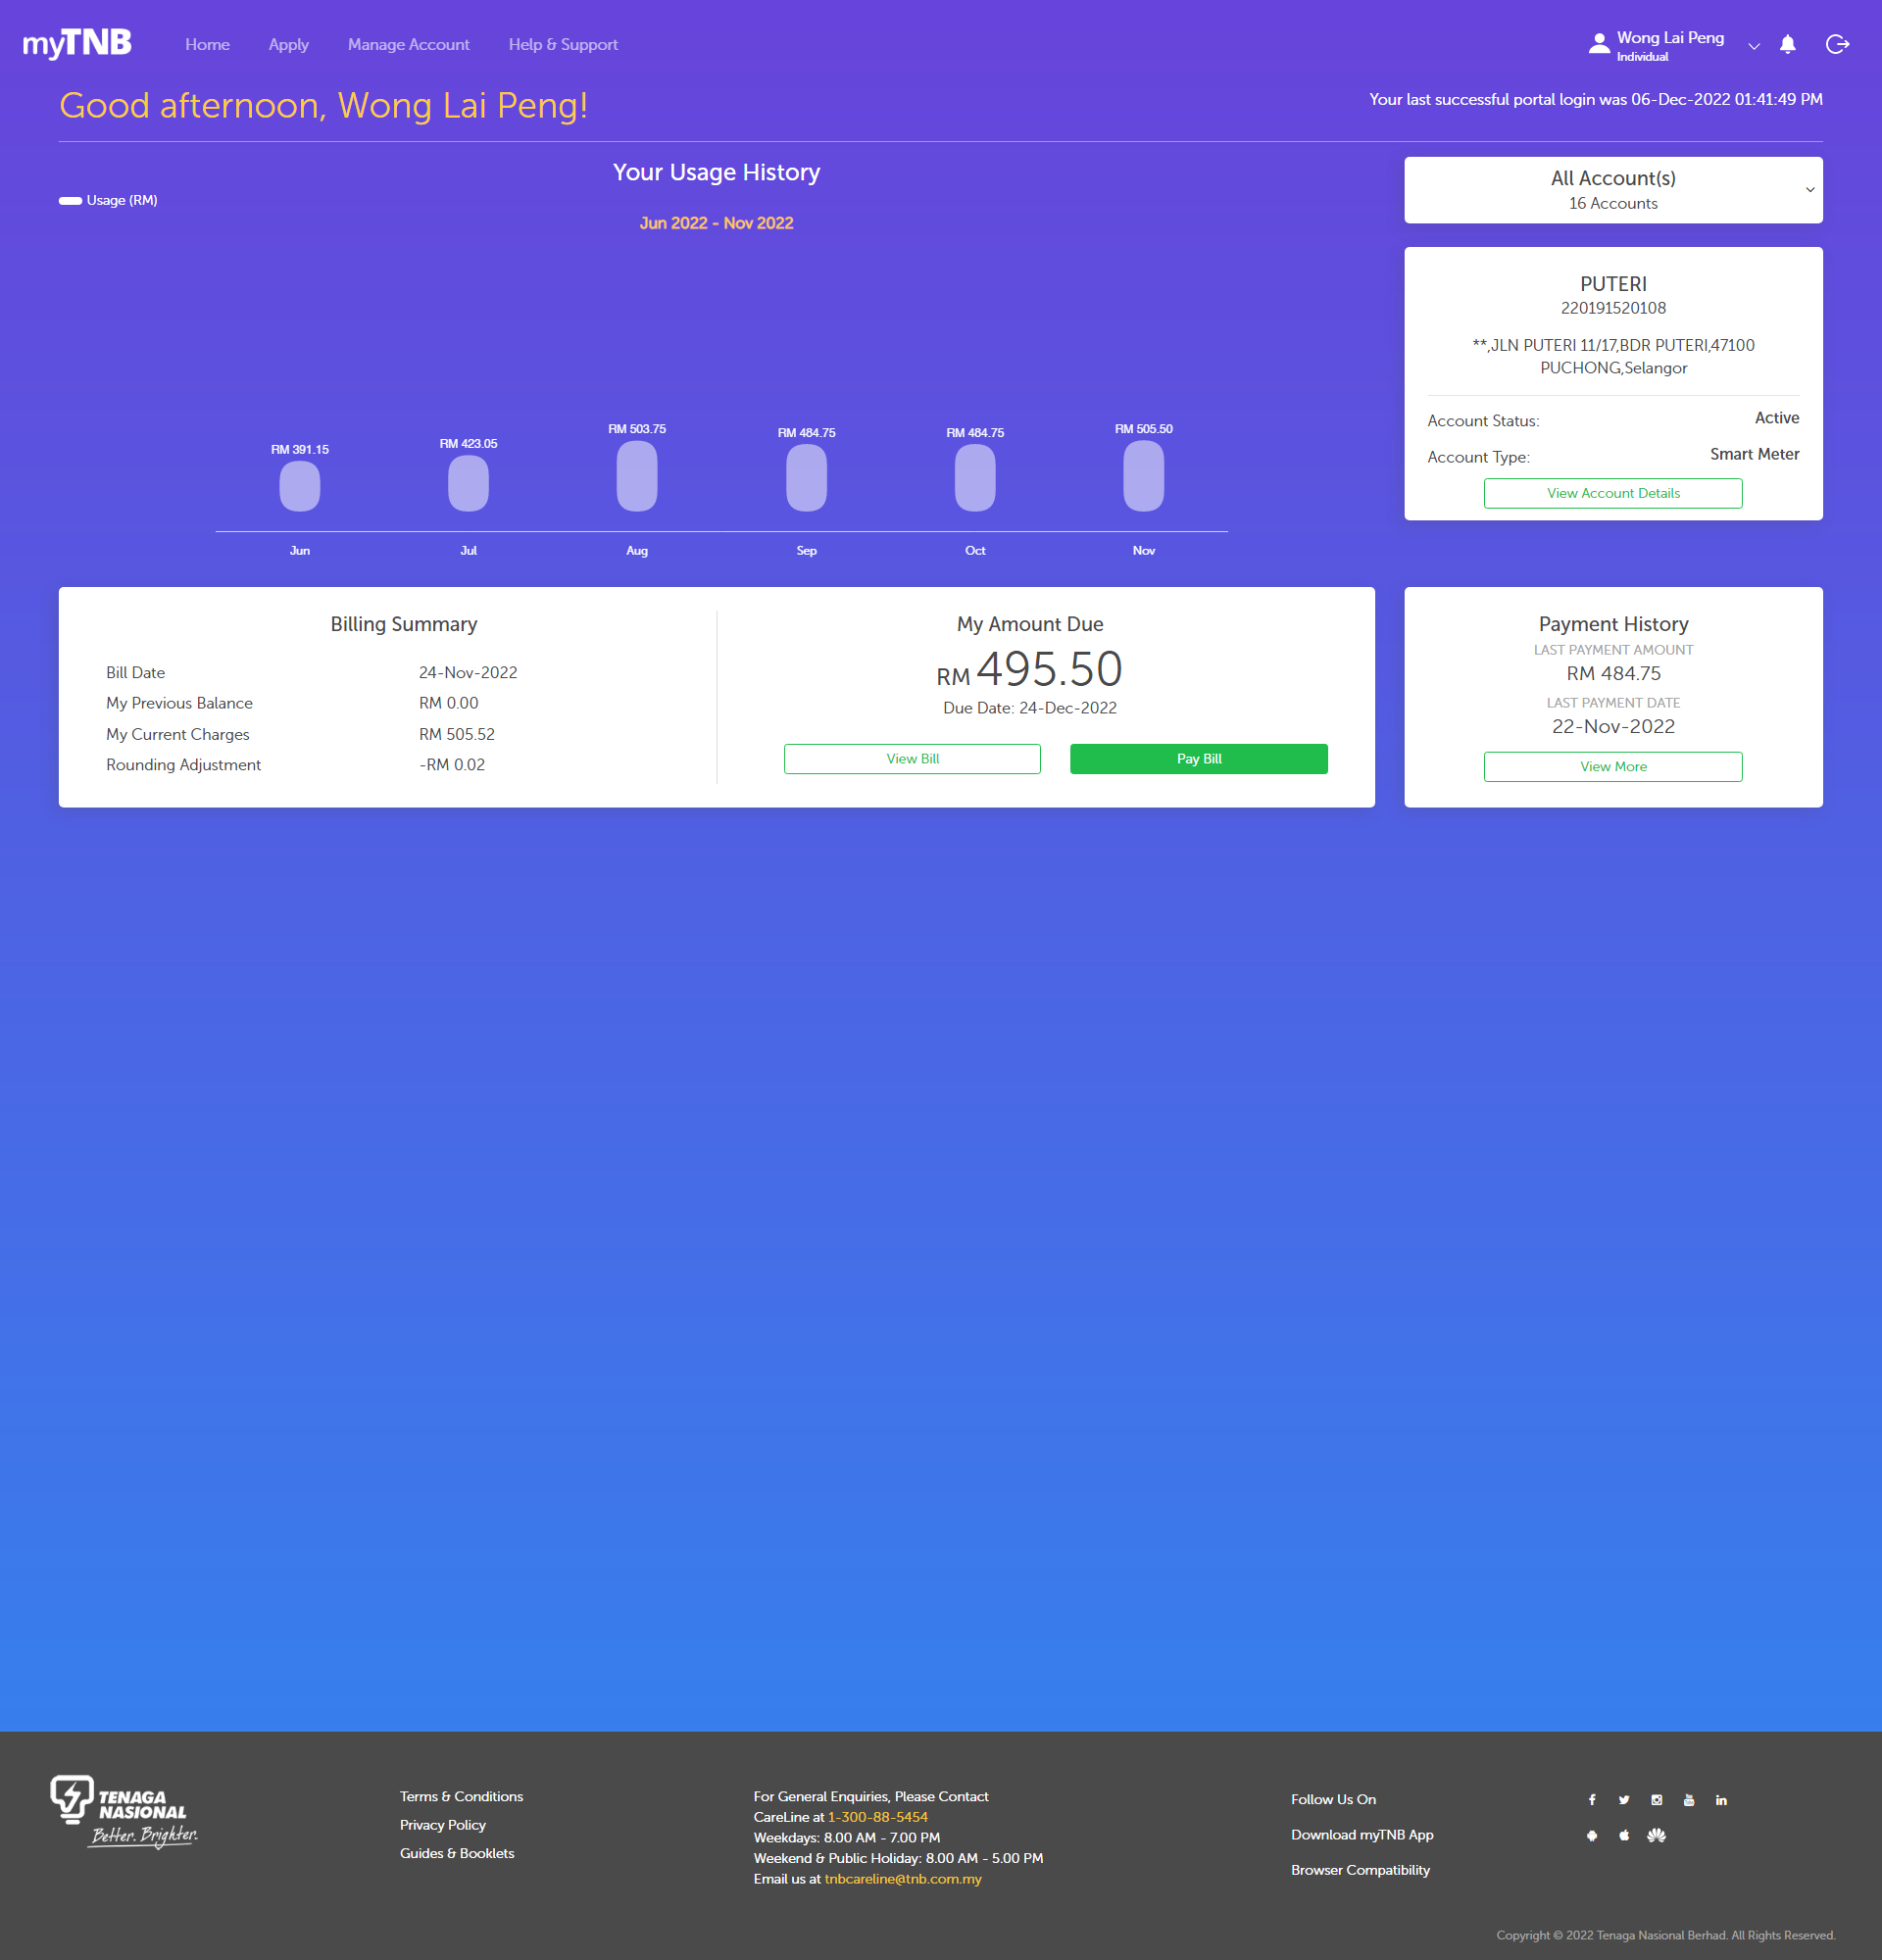 myTNB
Home Apply Manage Account Help & Support
Wong Lai Peng
Individual
Good afternoon, Wong Lai Peng!
Your last successful portal login was 06-Dec-2022 01:41:49 PM
Your Usage History
Usage (RM)
Jun 2022 - Nov 2022
RM 391.15 RM 423.05 RM 503.75 RM 484.75 RM 484.75 RM 505.50
Jun Jul Aug Sep Oct Nov
All Account(s)
16 Accounts
PUTERI
220191520108
**,JLN PUTERI 11/17,BDR PUTERI,47100
PUCHONG,Selangor
Account Status: Active
Account Type: Smart Meter
View Account Details
Billing Summary
Bill Date 24-Nov-2022
My Previous Balance RM 0.00
My Current Charges RM 505.52
Rounding Adjustment -RM 0.02
My Amount Due
RM 495.50
Due Date: 24-Dec-2022
View Bill Pay Bill
Payment History
LAST PAYMENT AMOUNT
RM 484.75
LAST PAYMENT DATE
22-Nov-2022
View More
TENAGA
NASIONAL
Better. Brighter.
Terms & Conditions
Privacy Policy
Guides & Booklets
For General Enquiries, Please Contact
CareLine at 1-300-88-5454
Weekdays: 8.00 AM - 7.00 PM
Weekend & Public Holiday: 8.00 AM - 5.00 PM
Email us at tnbcareline@tnb.com.my
Follow Us On
Download myTNB App
Browser Compatibility
Copyright © 2022 Tenaga Nasional Berhad. All Rights Reserved.